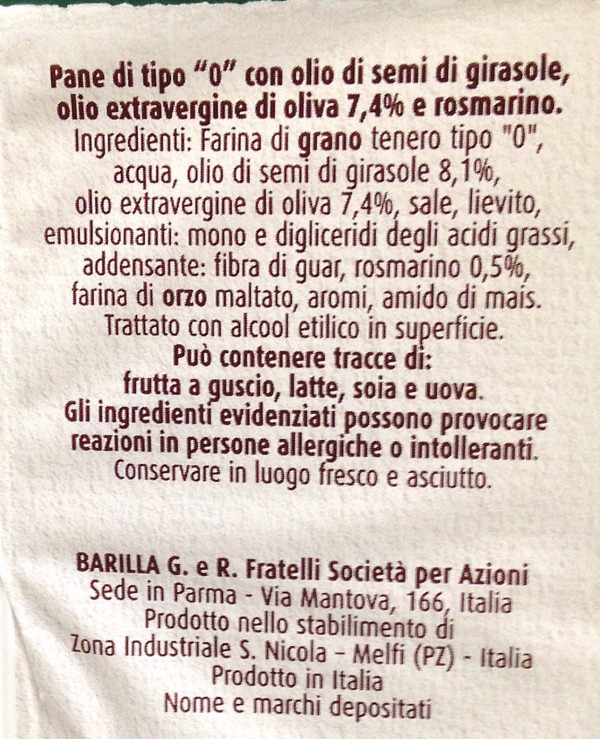 Pane di tipo “0” con olio di semi di girasole,
olio extravergine di oliva 7,4% e rosmarino.
Ingredienti: Farina di grano tenero tipo "0",
acqua, olio di semi di girasole 8,1%,
olio extravergine di oliva 7,4%, sale, lievito,
emulsionanti: mono e digliceridi degli acidi grassi,
addensante: fibra di guar, rosmarino 0,5%,
farina di orzo maltato, aromi, amido di mais.
Trattato con alcool etilico in superficie.
Può contenere tracce di:
frutta a guscio, latte, soia e uova.
Gli ingredienti evidenziati possono provocare
reazioni in persone allergiche o intolleranti.
Conservare in luogo fresco e asciutto.
BARILLA G. e R. Fratelli Società per Azioni
Sede in Parma - Via Mantova, 166, Italia
Prodotto nello stabilimento di
Zona Industriale S. Nicola – Melfi (PZ) - Italia
Prodotto in Italia
Nome e marchi depositati